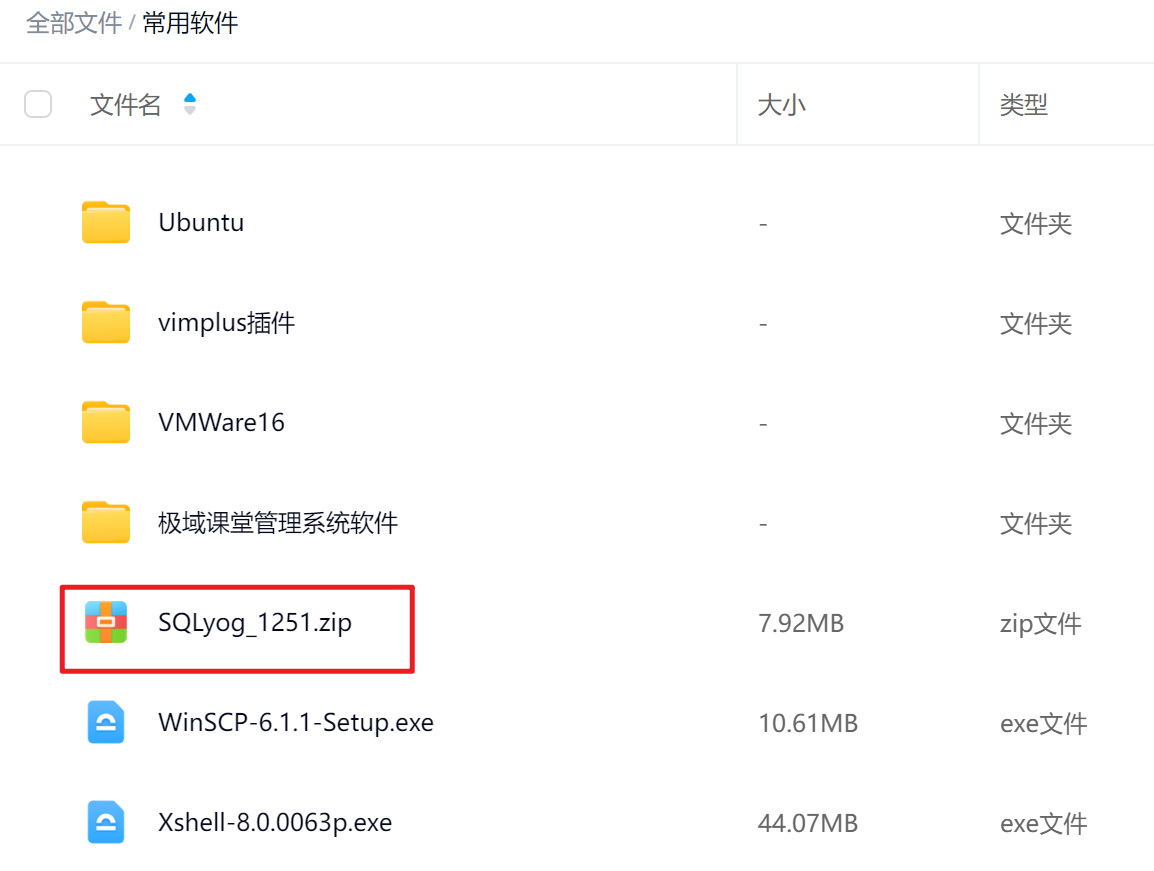 全部文件 / 常用软件
文件名 大小 类型
Ubuntu - 文件夹
vimplus插件 - 文件夹
VMWare16 - 文件夹
极域课堂管理系统软件 - 文件夹
SQLyog_1251.zip 7.92MB zip文件
WinSCP-6.1.1-Setup.exe 10.61MB exe文件
Xshell-8.0.0063p.exe 44.07MB exe文件